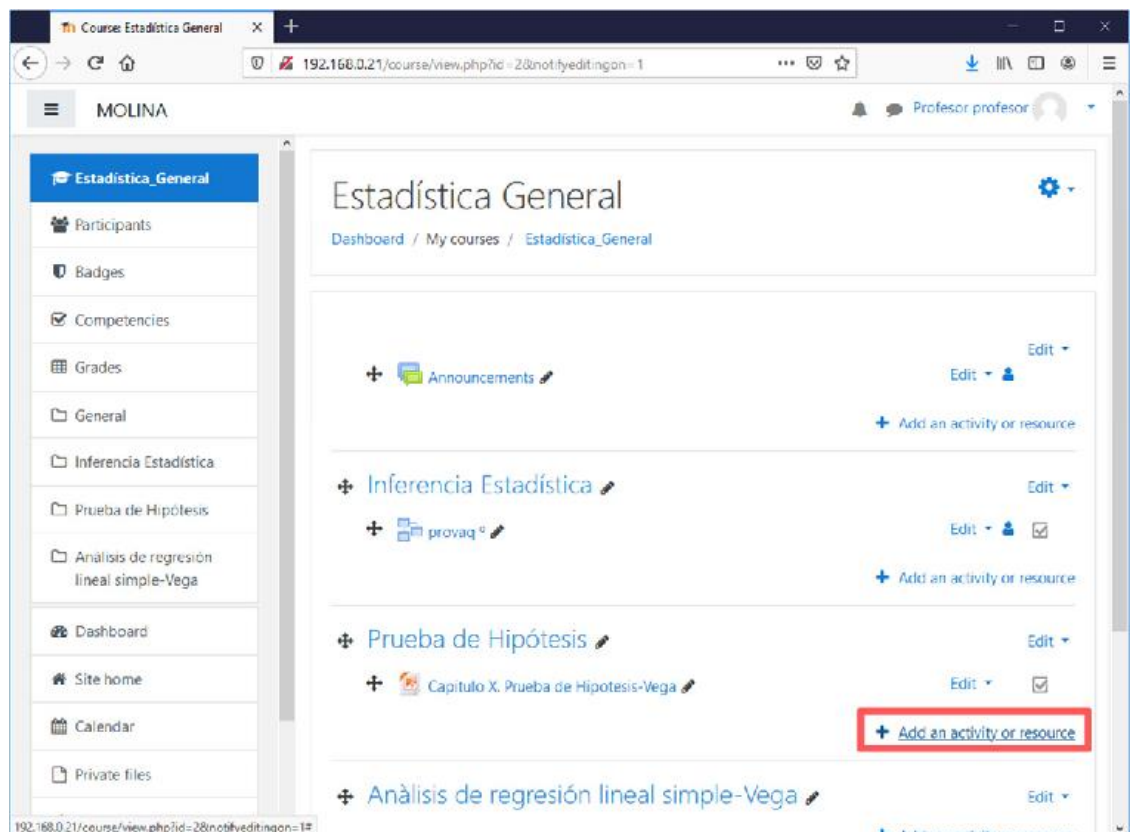 Course: Estadística General
192.168.0.21/course/view.php?id=2&notifyeditingon=1
MOLINA
Profesor profesor
Estadística_General
Participants
Badges
Competencies
Grades
General
Inferencia Estadística
Prueba de Hipótesis
Análisis de regresión
lineal simple-Vega
Dashboard
Site home
Calendar
Private files
Estadística General
Dashboard / My courses / Estadística_General
Edit
Announcements
Edit
+ Add an activity or resource
Inferencia Estadística
Edit
provaq º
Edit
+ Add an activity or resource
Prueba de Hipótesis
Edit
Capitulo X. Prueba de Hipotesis-Vega
Edit
+ Add an activity or resource
Anàlisis de regresión lineal simple-Vega
Edit
192.168.0.21/course/view.php?id=2&notifyeditingon=1#